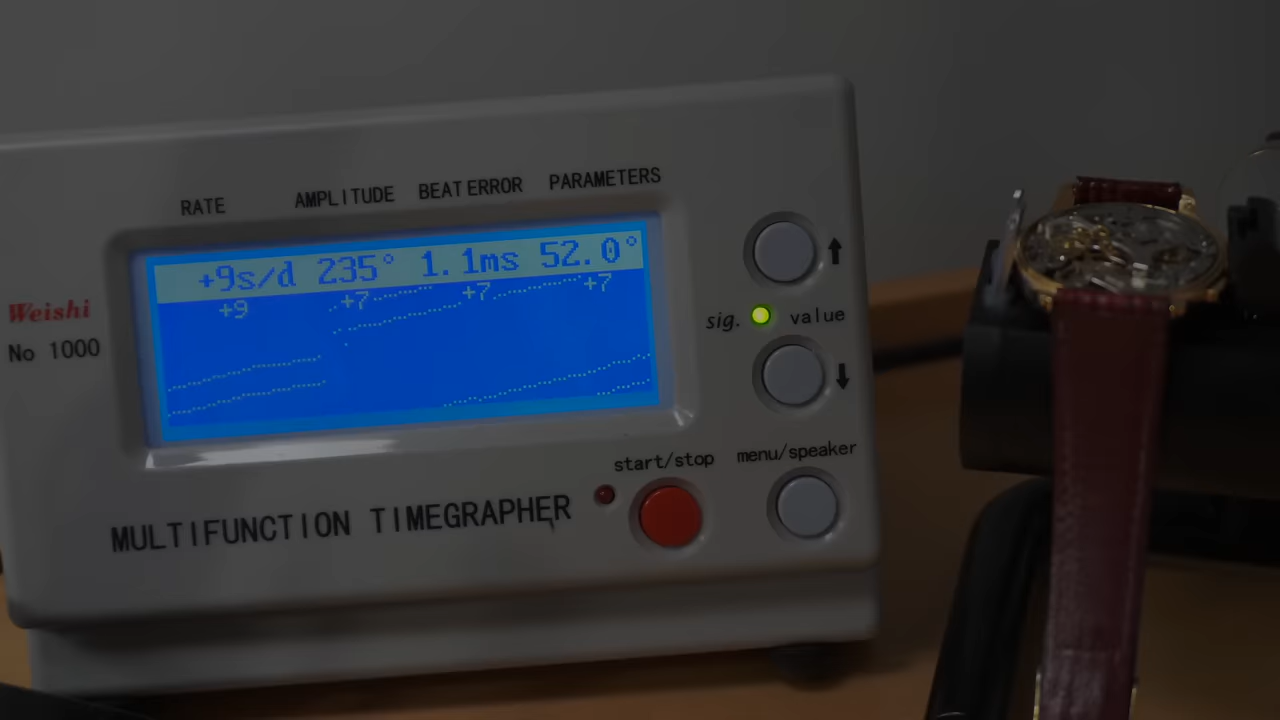 RATE AMPLITUDE BEAT ERROR PARAMETERS
+9s/d 235° 1.1ms 52.0°
+9 +7 +7 +7
Weishi
No 1000
sig. value
start/stop menu/speaker
MULTIFUNCTION TIMEGRAPHER